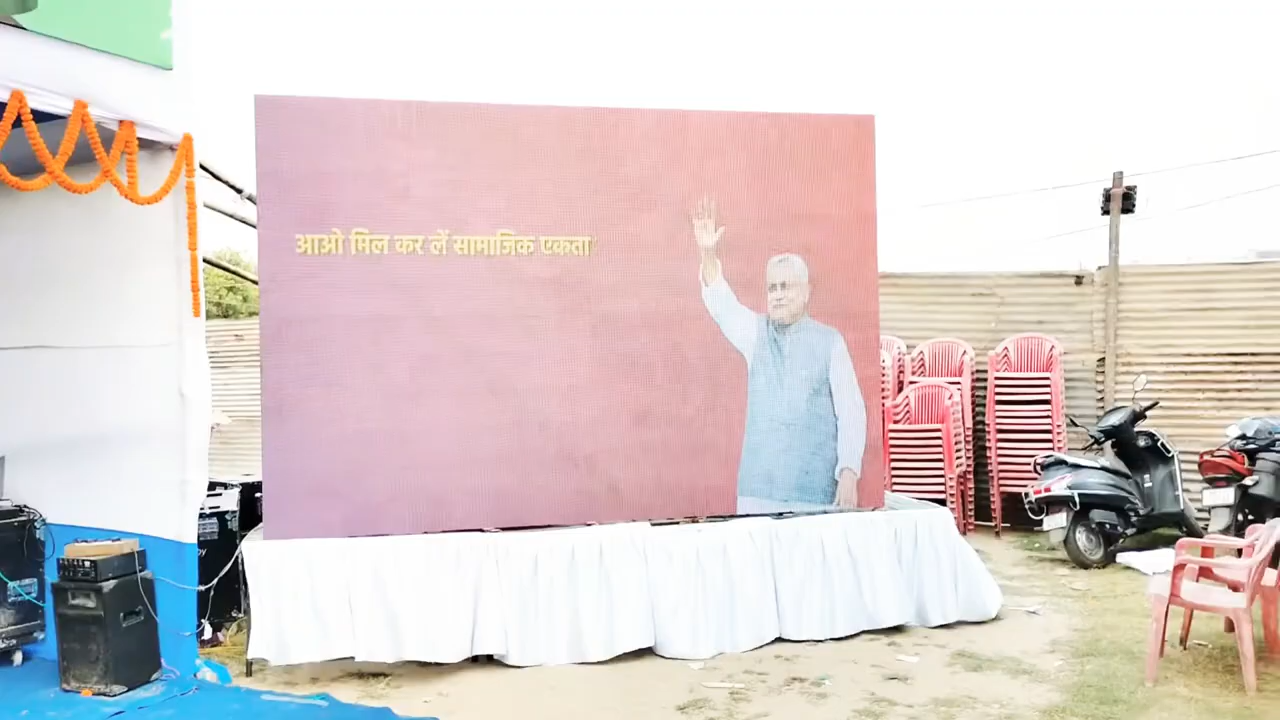 आओ मिल कर लें सामाजिक एकता